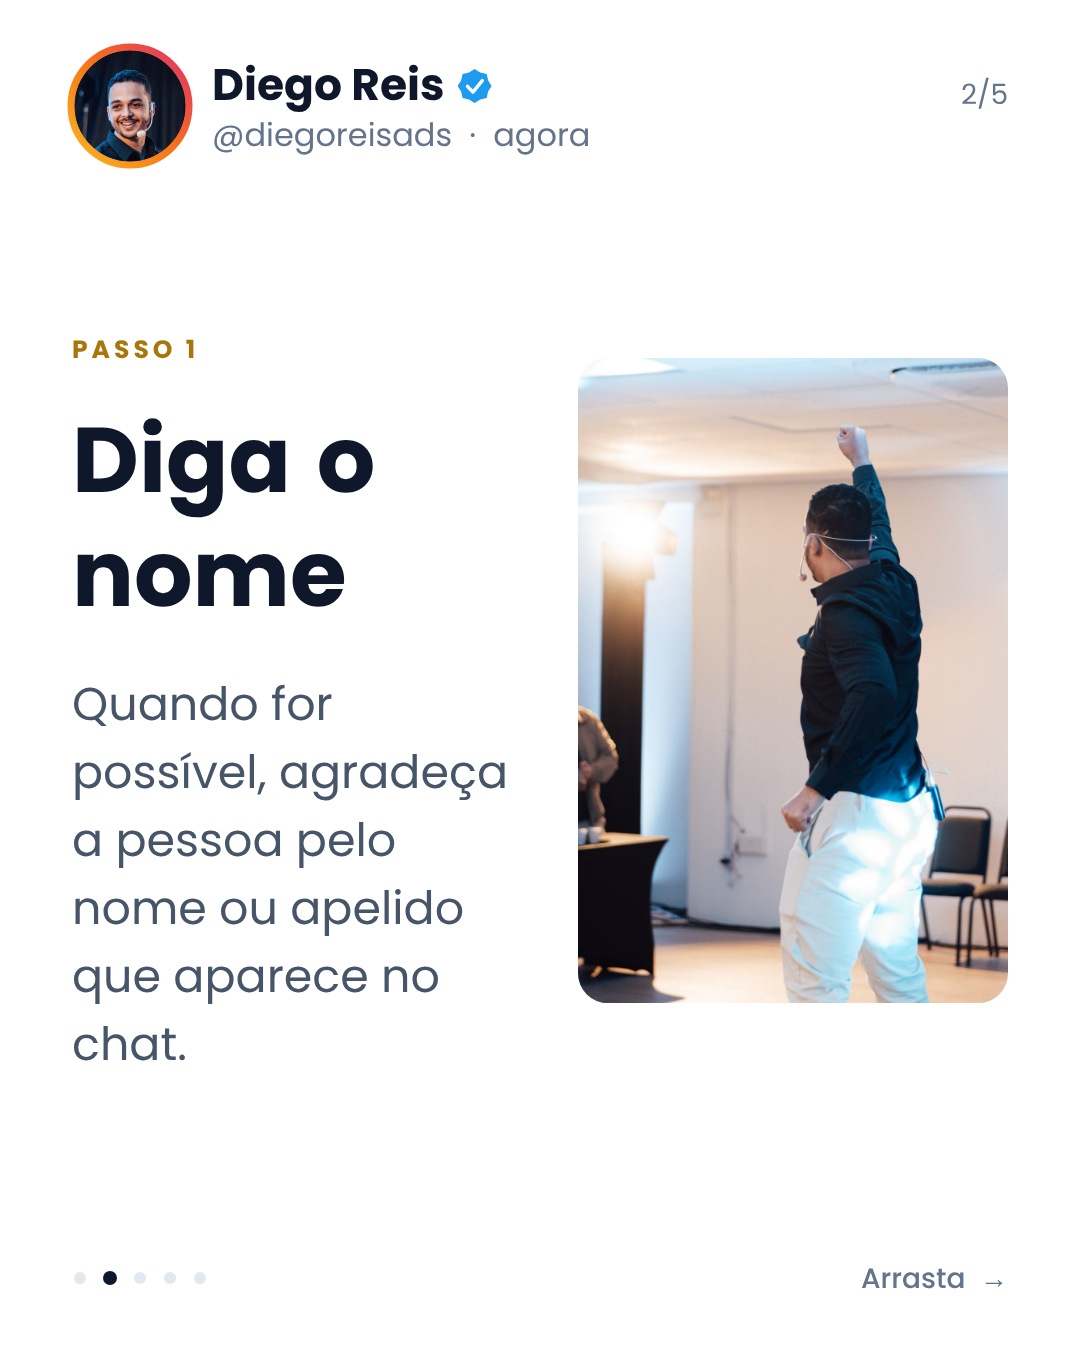 Diego Reis
@diegoreisads · agora
2/5
PASSO 1
Diga o
nome
Quando for
possível, agradeça
a pessoa pelo
nome ou apelido
que aparece no
chat.
Arrasta →